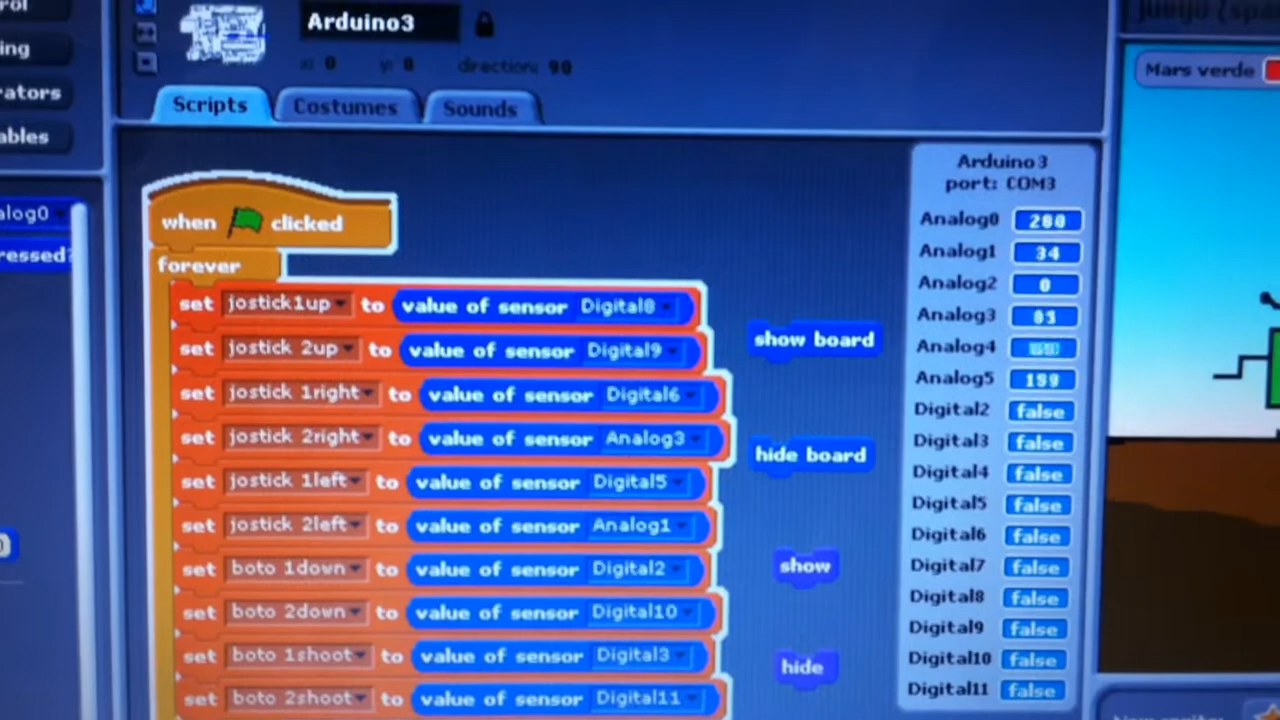 Arduino3
x: 0 y: 0 direction: 90
Scripts Costumes Sounds
when clicked
forever
set jostick1up to value of sensor Digital8
set jostick 2up to value of sensor Digital9
set jostick 1right to value of sensor Digital6
set jostick 2right to value of sensor Analog3
set jostick 1left to value of sensor Digital5
set jostick 2left to value of sensor Analog1
set boto 1down to value of sensor Digital2
set boto 2down to value of sensor Digital10
set boto 1shoot to value of sensor Digital3
set boto 2shoot to value of sensor Digital11
show board
hide board
show
hide
Arduino3
port: COM3
Analog0 280
Analog1 34
Analog2 0
Analog3
Analog4
Analog5 199
Digital2 false
Digital3 false
Digital4 false
Digital5 false
Digital6 false
Digital7 false
Digital8 false
Digital9 false
Digital10 false
Digital11 false
Mars verde